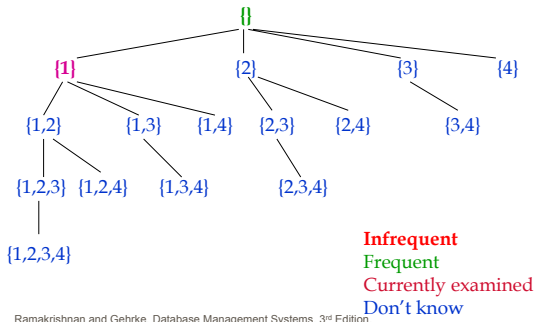 {}
{1} {2} {3} {4}
{1,2} {1,3} {1,4} {2,3} {2,4} {3,4}
{1,2,3} {1,2,4} {1,3,4} {2,3,4}
{1,2,3,4}
Infrequent
Frequent
Currently examined
Don't know
Ramakrishnan and Gehrke. Database Management Systems, 3rd Edition